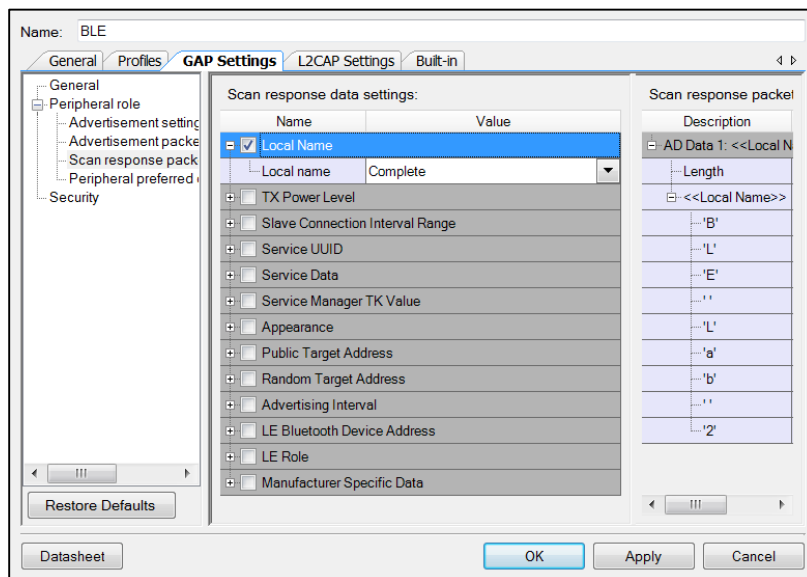 Name: BLE
General Profiles GAP Settings L2CAP Settings Built-in
General
Peripheral role
Advertisement setting
Advertisement packe
Scan response pack
Peripheral preferred
Security
Restore Defaults
Scan response data settings:
Name Value
Local Name
Local name Complete
TX Power Level
Slave Connection Interval Range
Service UUID
Service Data
Service Manager TK Value
Appearance
Public Target Address
Random Target Address
Advertising Interval
LE Bluetooth Device Address
LE Role
Manufacturer Specific Data
Scan response packet
Description
AD Data 1: <<Local N
Length
<<Local Name>>
'B'
'L'
'E'
' '
'L'
'a'
'b'
' '
'2'
Datasheet OK Apply Cancel